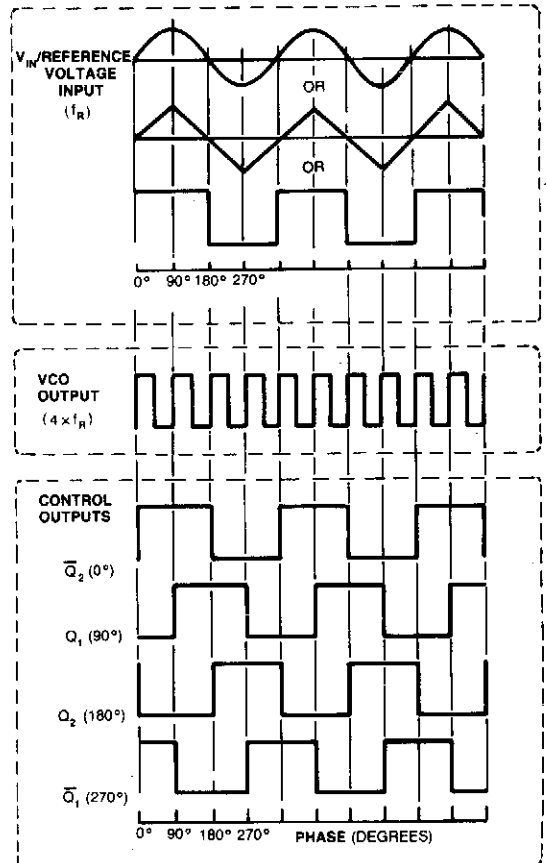 V_IN/REFERENCE
VOLTAGE
INPUT
(f_R)
OR
OR
0° 90° 180° 270°
VCO
OUTPUT
(4 × f_R)
CONTROL
OUTPUTS
Q̅₂ (0°)
Q₁ (90°)
Q₂ (180°)
Q̅₁ (270°)
0° 90° 180° 270° PHASE (DEGREES)